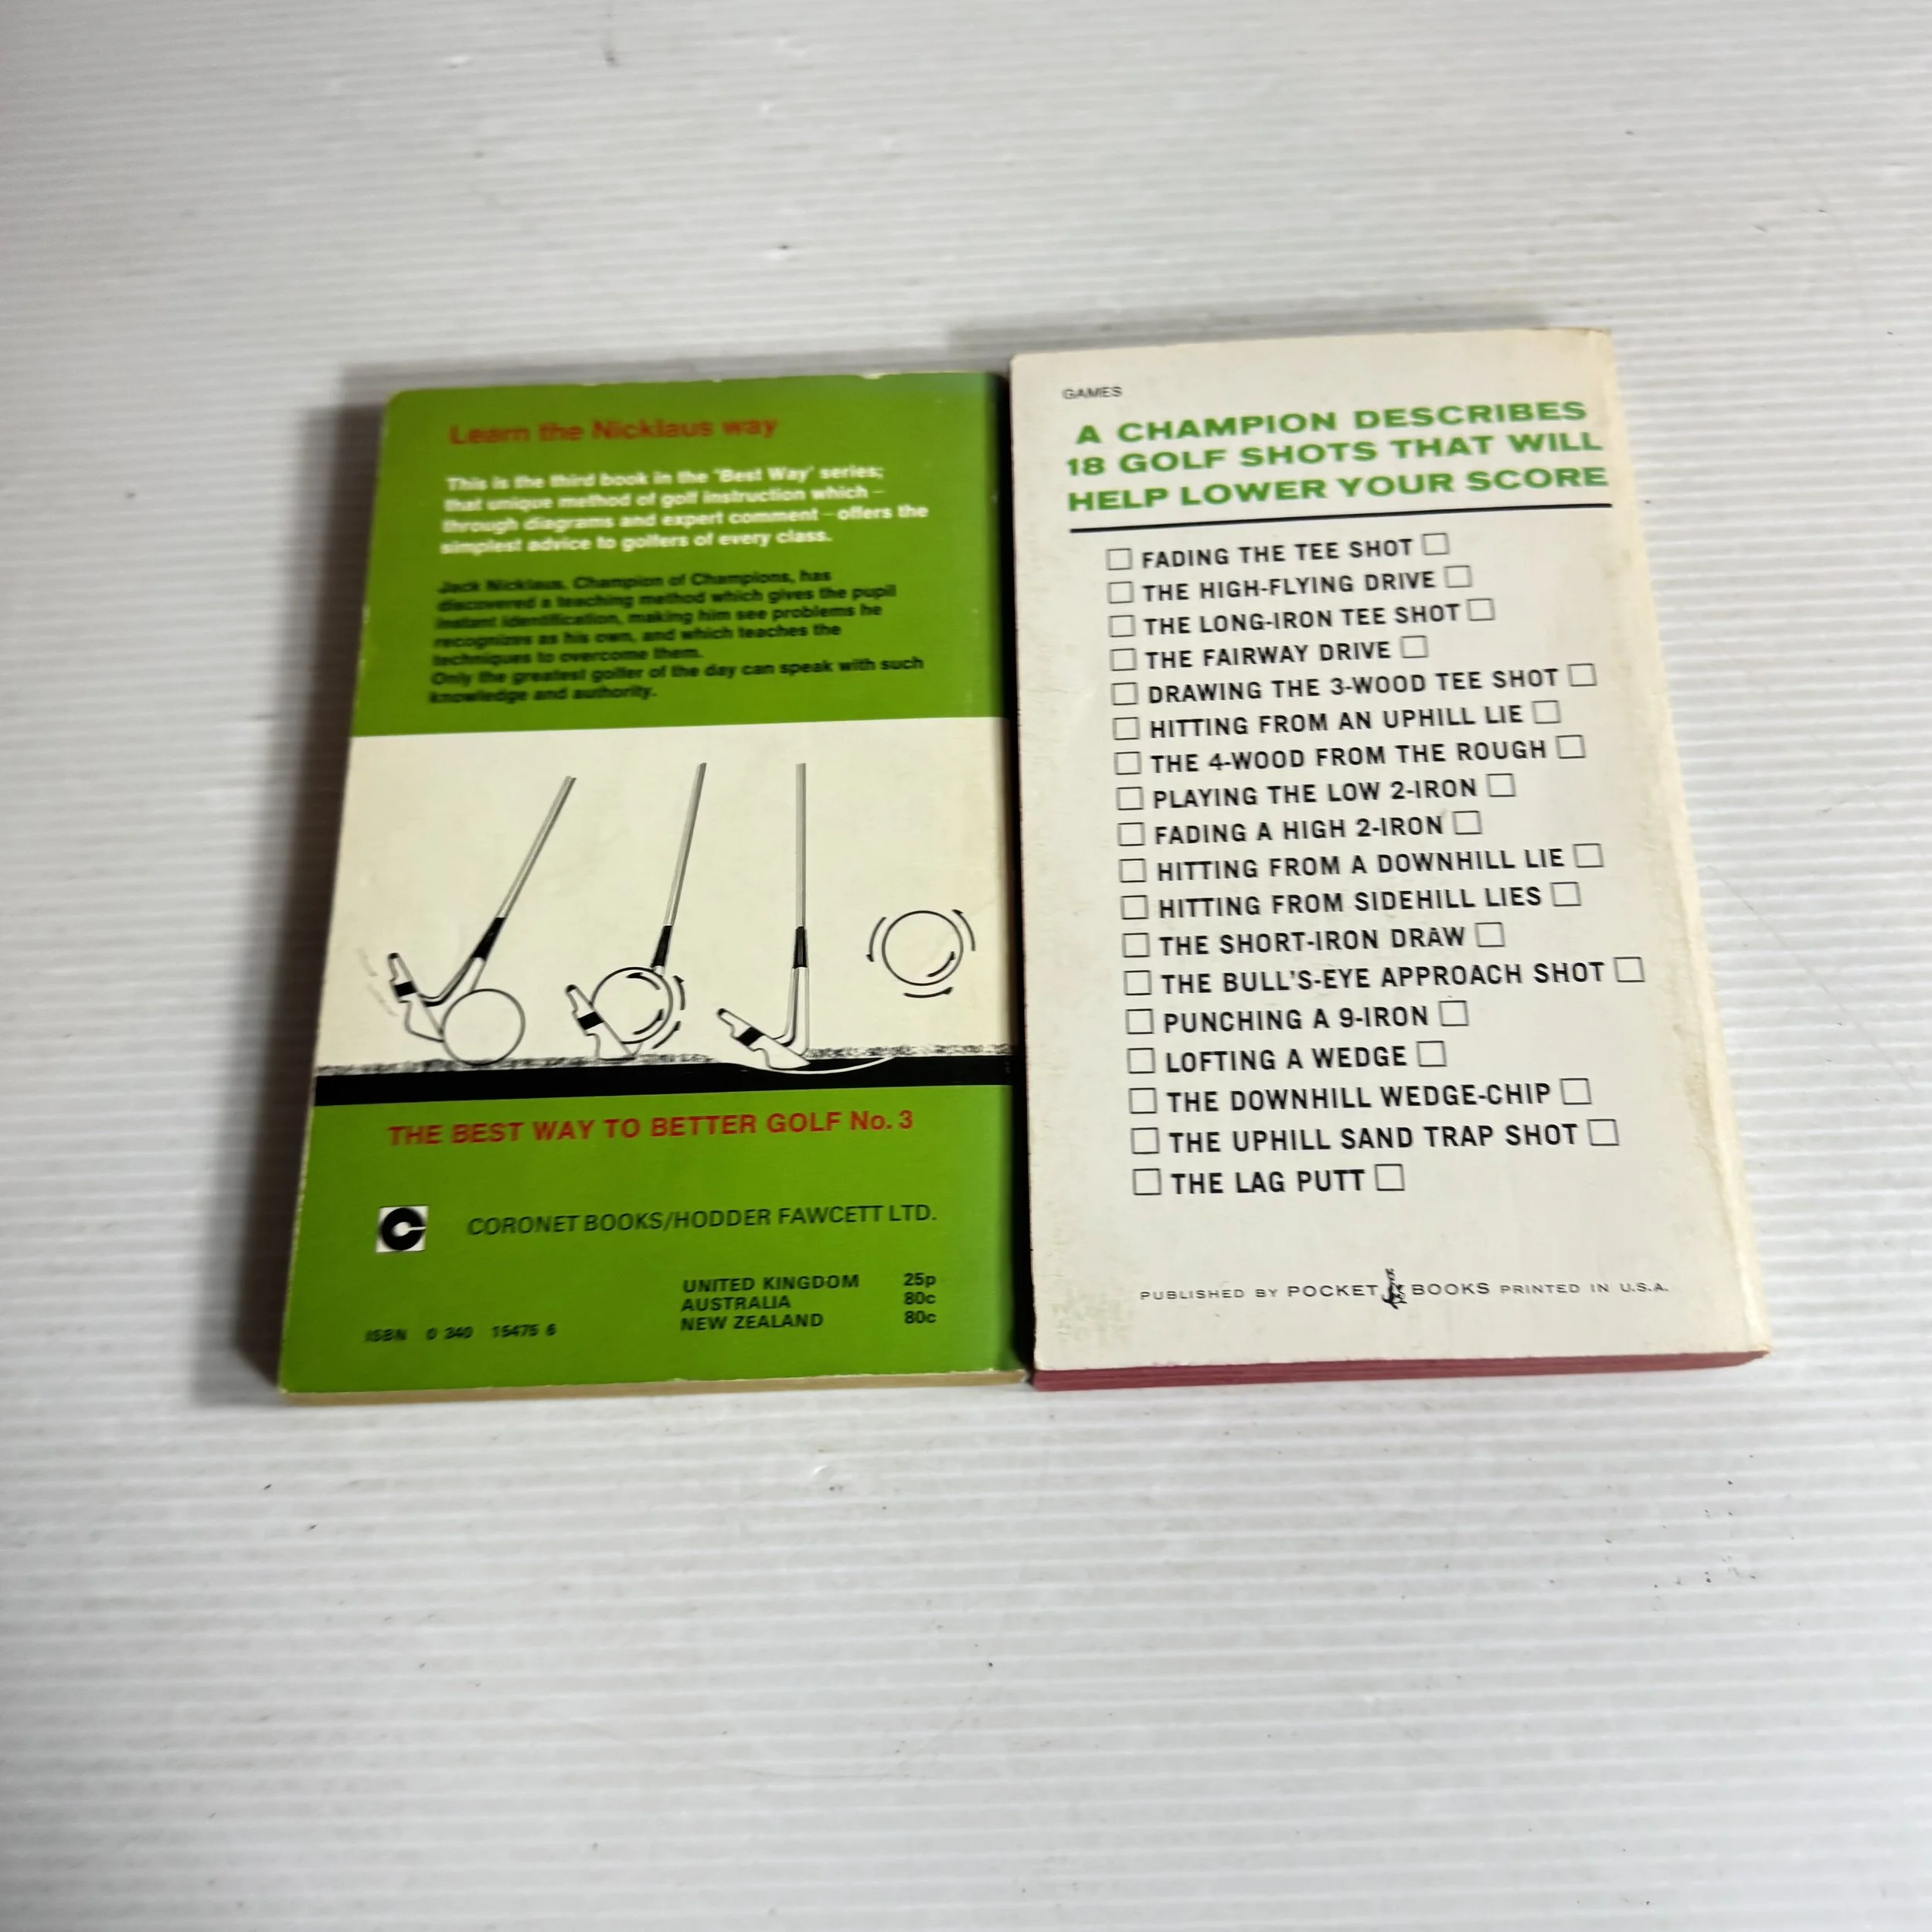 Learn the Nicklaus way
This is the third book in the 'Best Way' series;
that unique method of golf instruction which –
through diagrams and expert comment – offers the
simplest advice to golfers of every class.
Jack Nicklaus, Champion of Champions, has
discovered a teaching method which gives the pupil
instant identification, making him see problems he
recognizes as his own, and which teaches the
techniques to overcome them.
Only the greatest golfer of the day can speak with such
knowledge and authority.
THE BEST WAY TO BETTER GOLF No. 3
CORONET BOOKS/HODDER FAWCETT LTD.
UNITED KINGDOM 25p
AUSTRALIA 80c
NEW ZEALAND 80c
ISBN 0 340 15475 6
GAMES
A CHAMPION DESCRIBES
18 GOLF SHOTS THAT WILL
HELP LOWER YOUR SCORE
☐ FADING THE TEE SHOT ☐
☐ THE HIGH-FLYING DRIVE ☐
☐ THE LONG-IRON TEE SHOT ☐
☐ THE FAIRWAY DRIVE ☐
☐ DRAWING THE 3-WOOD TEE SHOT ☐
☐ HITTING FROM AN UPHILL LIE ☐
☐ THE 4-WOOD FROM THE ROUGH ☐
☐ PLAYING THE LOW 2-IRON ☐
☐ FADING A HIGH 2-IRON ☐
☐ HITTING FROM A DOWNHILL LIE ☐
☐ HITTING FROM SIDEHILL LIES ☐
☐ THE SHORT-IRON DRAW ☐
☐ THE BULL'S-EYE APPROACH SHOT ☐
☐ PUNCHING A 9-IRON ☐
☐ LOFTING A WEDGE ☐
☐ THE DOWNHILL WEDGE-CHIP ☐
☐ THE UPHILL SAND TRAP SHOT ☐
☐ THE LAG PUTT ☐
PUBLISHED BY POCKET BOOKS PRINTED IN U.S.A.